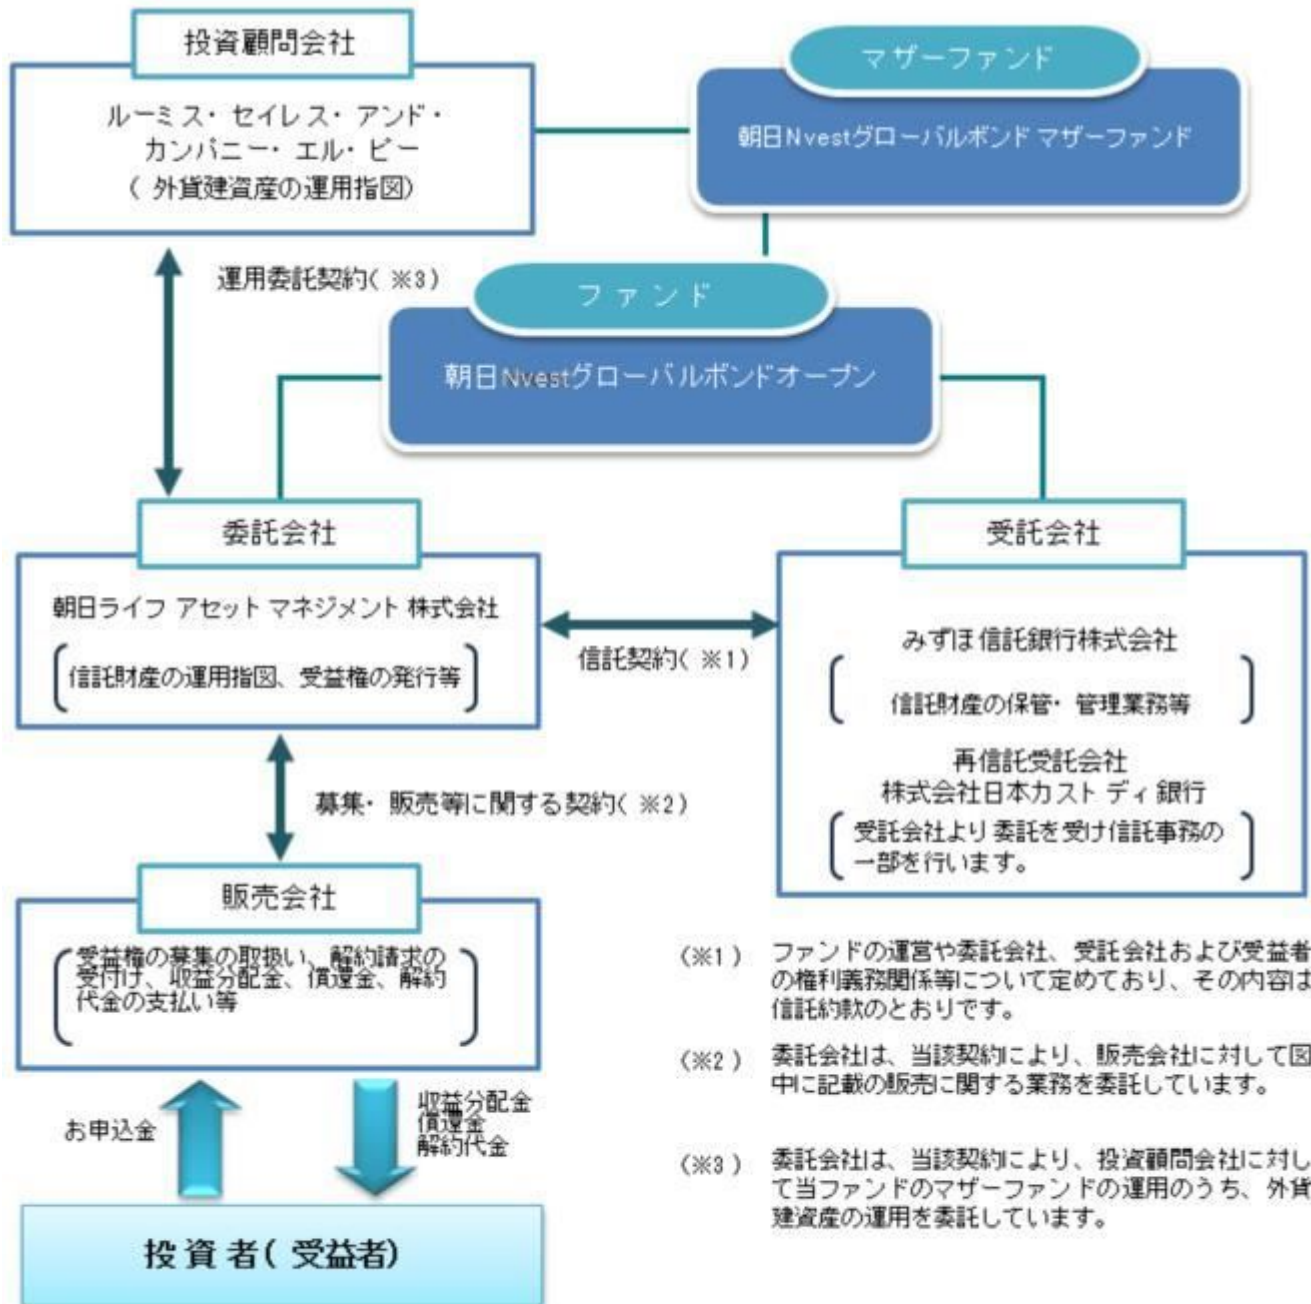 投資顧問会社
ルーミス・セイレス・アンド・
カンパニー・エル・ピー
(外貨建資産の運用指図)
マザーファンド
朝日Nvestグローバルボンド マザーファンド
運用委託契約(※3)
ファンド
朝日Nvestグローバルボンドオープン
委託会社
朝日ライフ アセット マネジメント 株式会社
信託財産の運用指図、受益権の発行等
信託契約(※1)
受託会社
みずほ信託銀行株式会社
信託財産の保管・管理業務等
再信託受託会社
株式会社日本カストディ銀行
受託会社より委託を受け信託事務の
一部を行います。
募集・販売等に関する契約(※2)
販売会社
受益権の募集の取扱い、解約請求の
受付け、収益分配金、償還金、解約
代金の支払い等
お申込金
収益分配金
償還金
解約代金
投資者(受益者)
(※1) ファンドの運営や委託会社、受託会社および受益者
の権利義務関係等について定めており、その内容は
信託約款のとおりです。
(※2) 委託会社は、当該契約により、販売会社に対して図
中に記載の販売に関する業務を委託しています。
(※3) 委託会社は、当該契約により、投資顧問会社に対し
て当ファンドのマザーファンドの運用のうち、外貨
建資産の運用を委託しています。